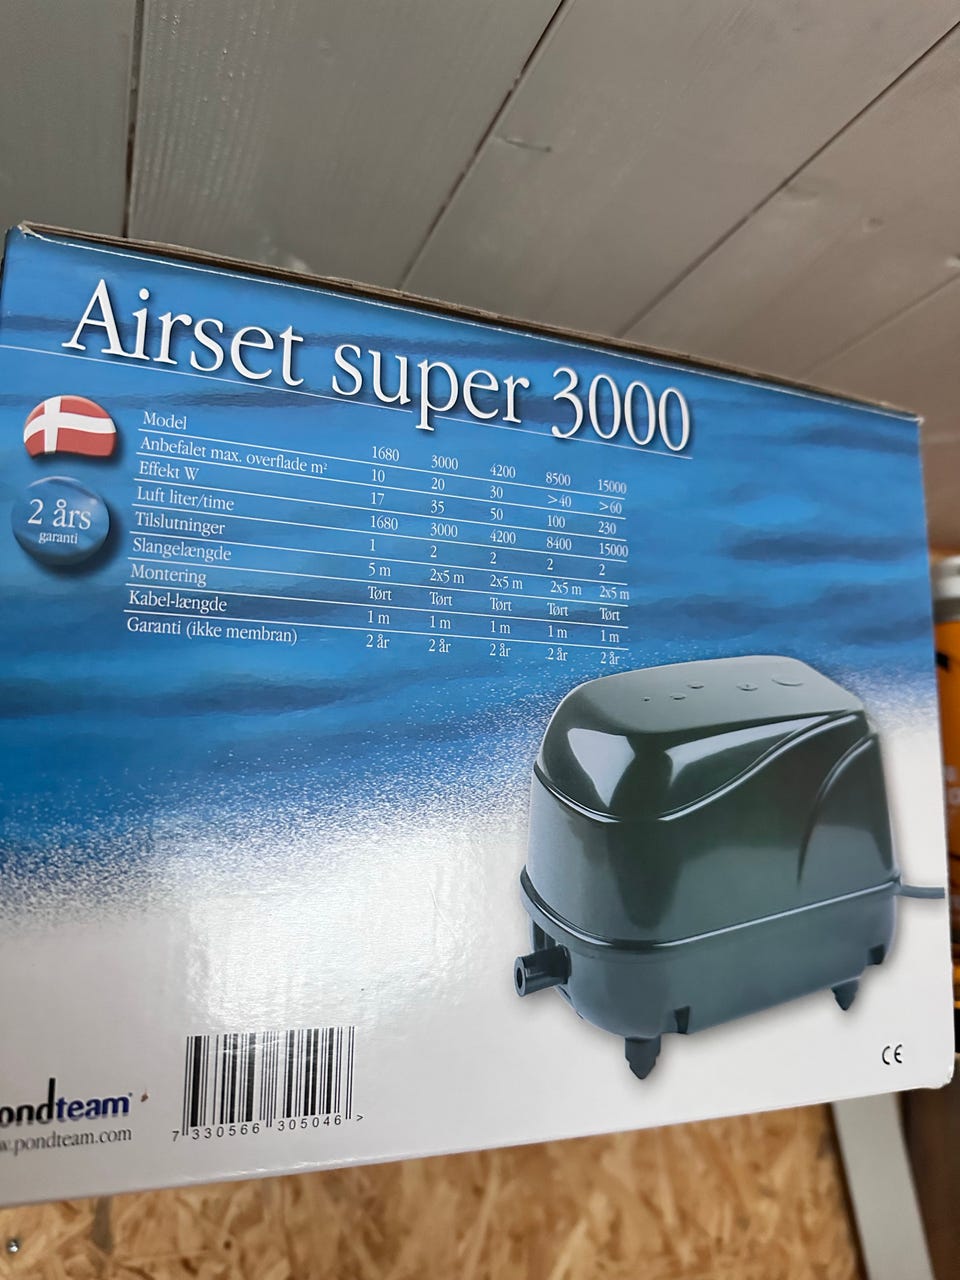 Airset super 3000
Model 1680 3000 4200 8500 15000
Anbefalet max. overflade m² 10 20 30 >40 >60
Effekt W 17 35 50 100 230
Luft liter/time 1680 3000 4200 8400 15000
Tilslutninger 1 2 2 2 2
Slangelængde 5 m 2x5 m 2x5 m 2x5 m 2x5 m
Montering Tørt Tørt Tørt Tørt Tørt
Kabel-længde 1 m 1 m 1 m 1 m 1 m
Garanti (ikke membran) 2 år 2 år 2 år 2 år 2 år
2 års
garanti
CE
ondteam
w.pondteam.com
7 330566 305046 >